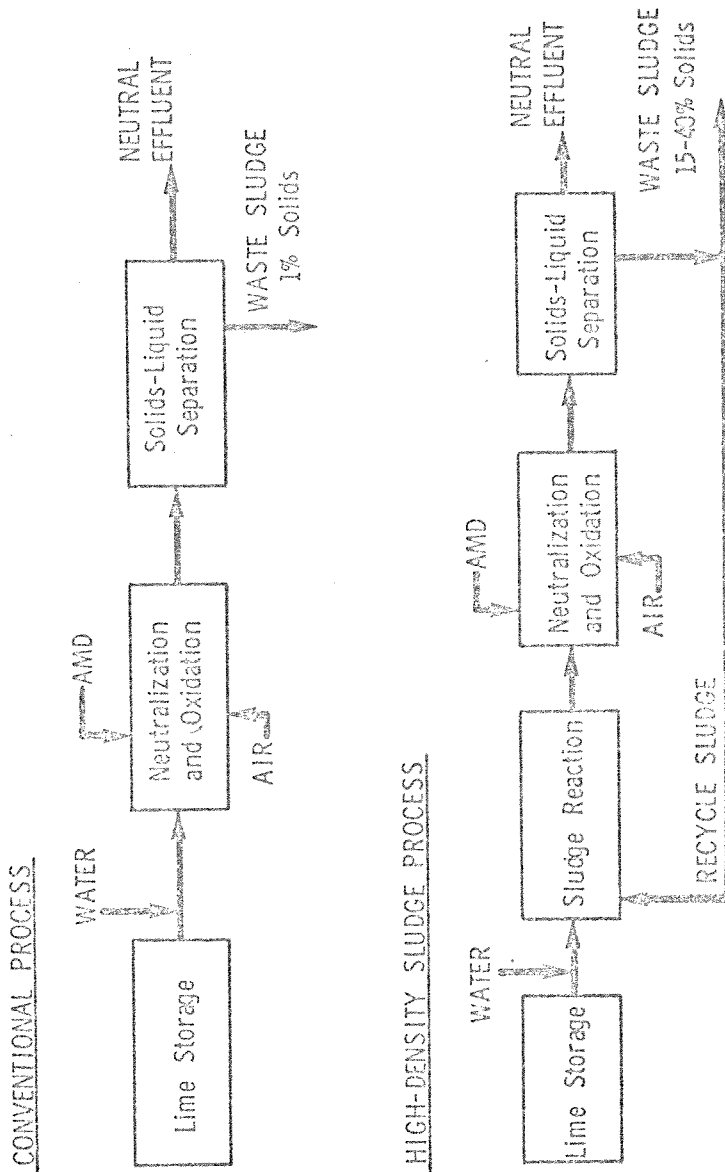 CONVENTIONAL PROCESS
WATER
AMD
Lime Storage
Neutralization
and Oxidation
AIR
Solids-Liquid
Separation
NEUTRAL
EFFLUENT
WASTE SLUDGE
1% Solids
HIGH-DENSITY SLUDGE PROCESS
WATER
AMD
Lime Storage
Sludge Reaction
Neutralization
and Oxidation
AIR
Solids-Liquid
Separation
NEUTRAL
EFFLUENT
WASTE SLUDGE
15-40% Solids
RECYCLE SLUDGE